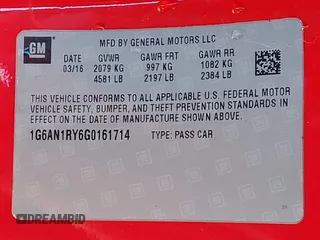 GM
MFD BY GENERAL MOTORS LLC
DATE GVWR GAWR FRT GAWR RR
03/16 2079 KG 997 KG 1082 KG
4581 LB 2197 LB 2384 LB
THIS VEHICLE CONFORMS TO ALL APPLICABLE U.S. FEDERAL MOTOR
VEHICLE SAFETY, BUMPER, AND THEFT PREVENTION STANDARDS IN
EFFECT ON THE DATE OF MANUFACTURE SHOWN ABOVE.
1G6AN1RY6G0161714 TYPE: PASS CAR
DREAMBID